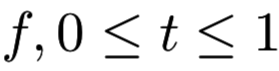 f, 0 ≤ t ≤ 1